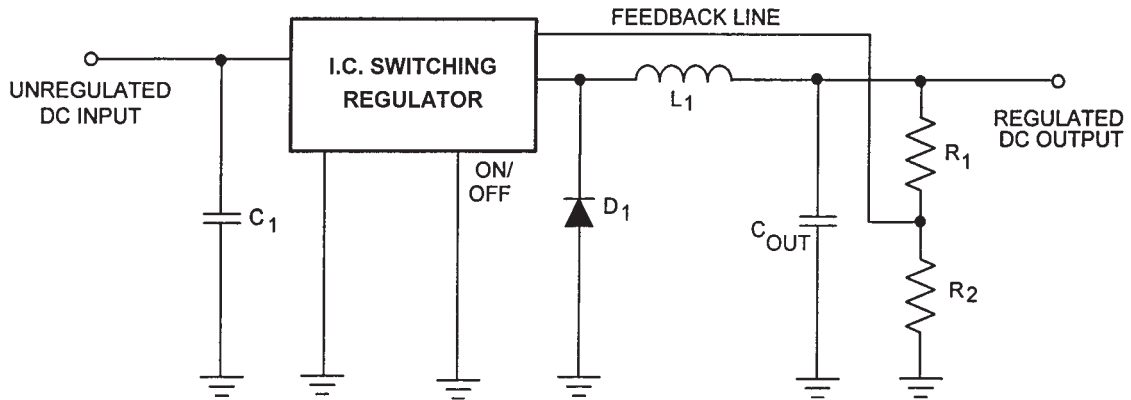 FEEDBACK LINE
UNREGULATED
DC INPUT
I.C. SWITCHING
REGULATOR
L1
REGULATED
DC OUTPUT
R1
ON/
OFF
C1
D1
COUT
R2